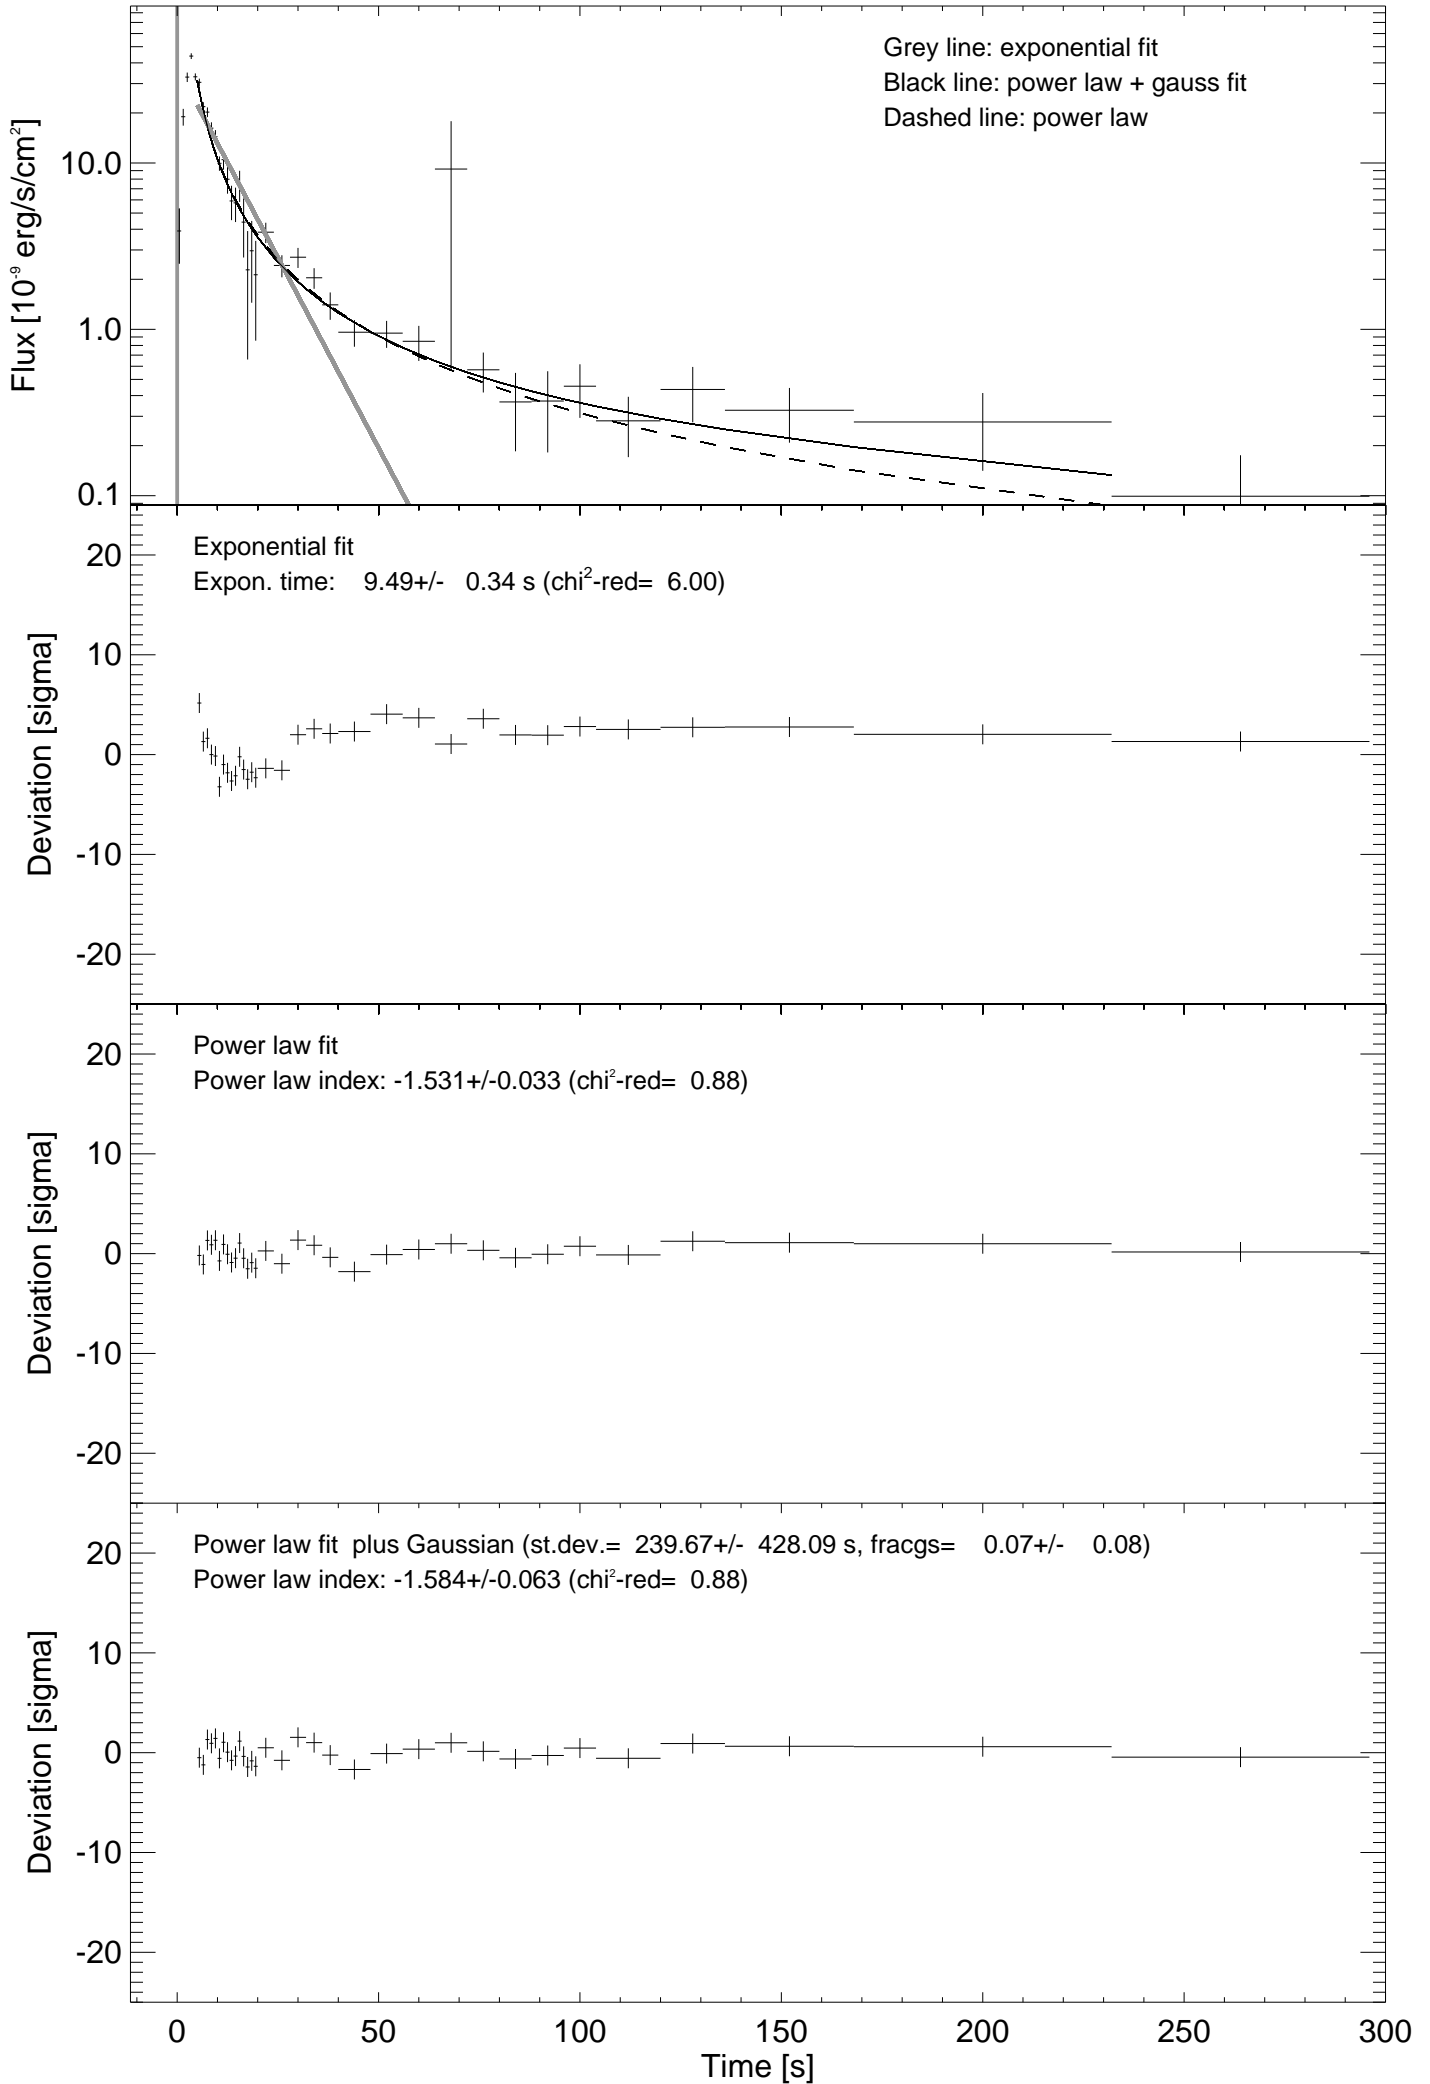 Grey line: exponential fit
Black line: power law + gauss fit
Dashed line: power law
Flux [10⁻⁹ erg/s/cm²]
10.0
1.0
0.1
Exponential fit
Expon. time: 9.49+/- 0.34 s (chi²-red= 6.00)
Deviation [sigma]
20
10
0
-10
-20
Power law fit
Power law index: -1.531+/-0.033 (chi²-red= 0.88)
Deviation [sigma]
20
10
0
-10
-20
Power law fit plus Gaussian (st.dev.= 239.67+/- 428.09 s, fracgs= 0.07+/- 0.08)
Power law index: -1.584+/-0.063 (chi²-red= 0.88)
Deviation [sigma]
20
10
0
-10
-20
0 50 100 150 200 250 300
Time [s]